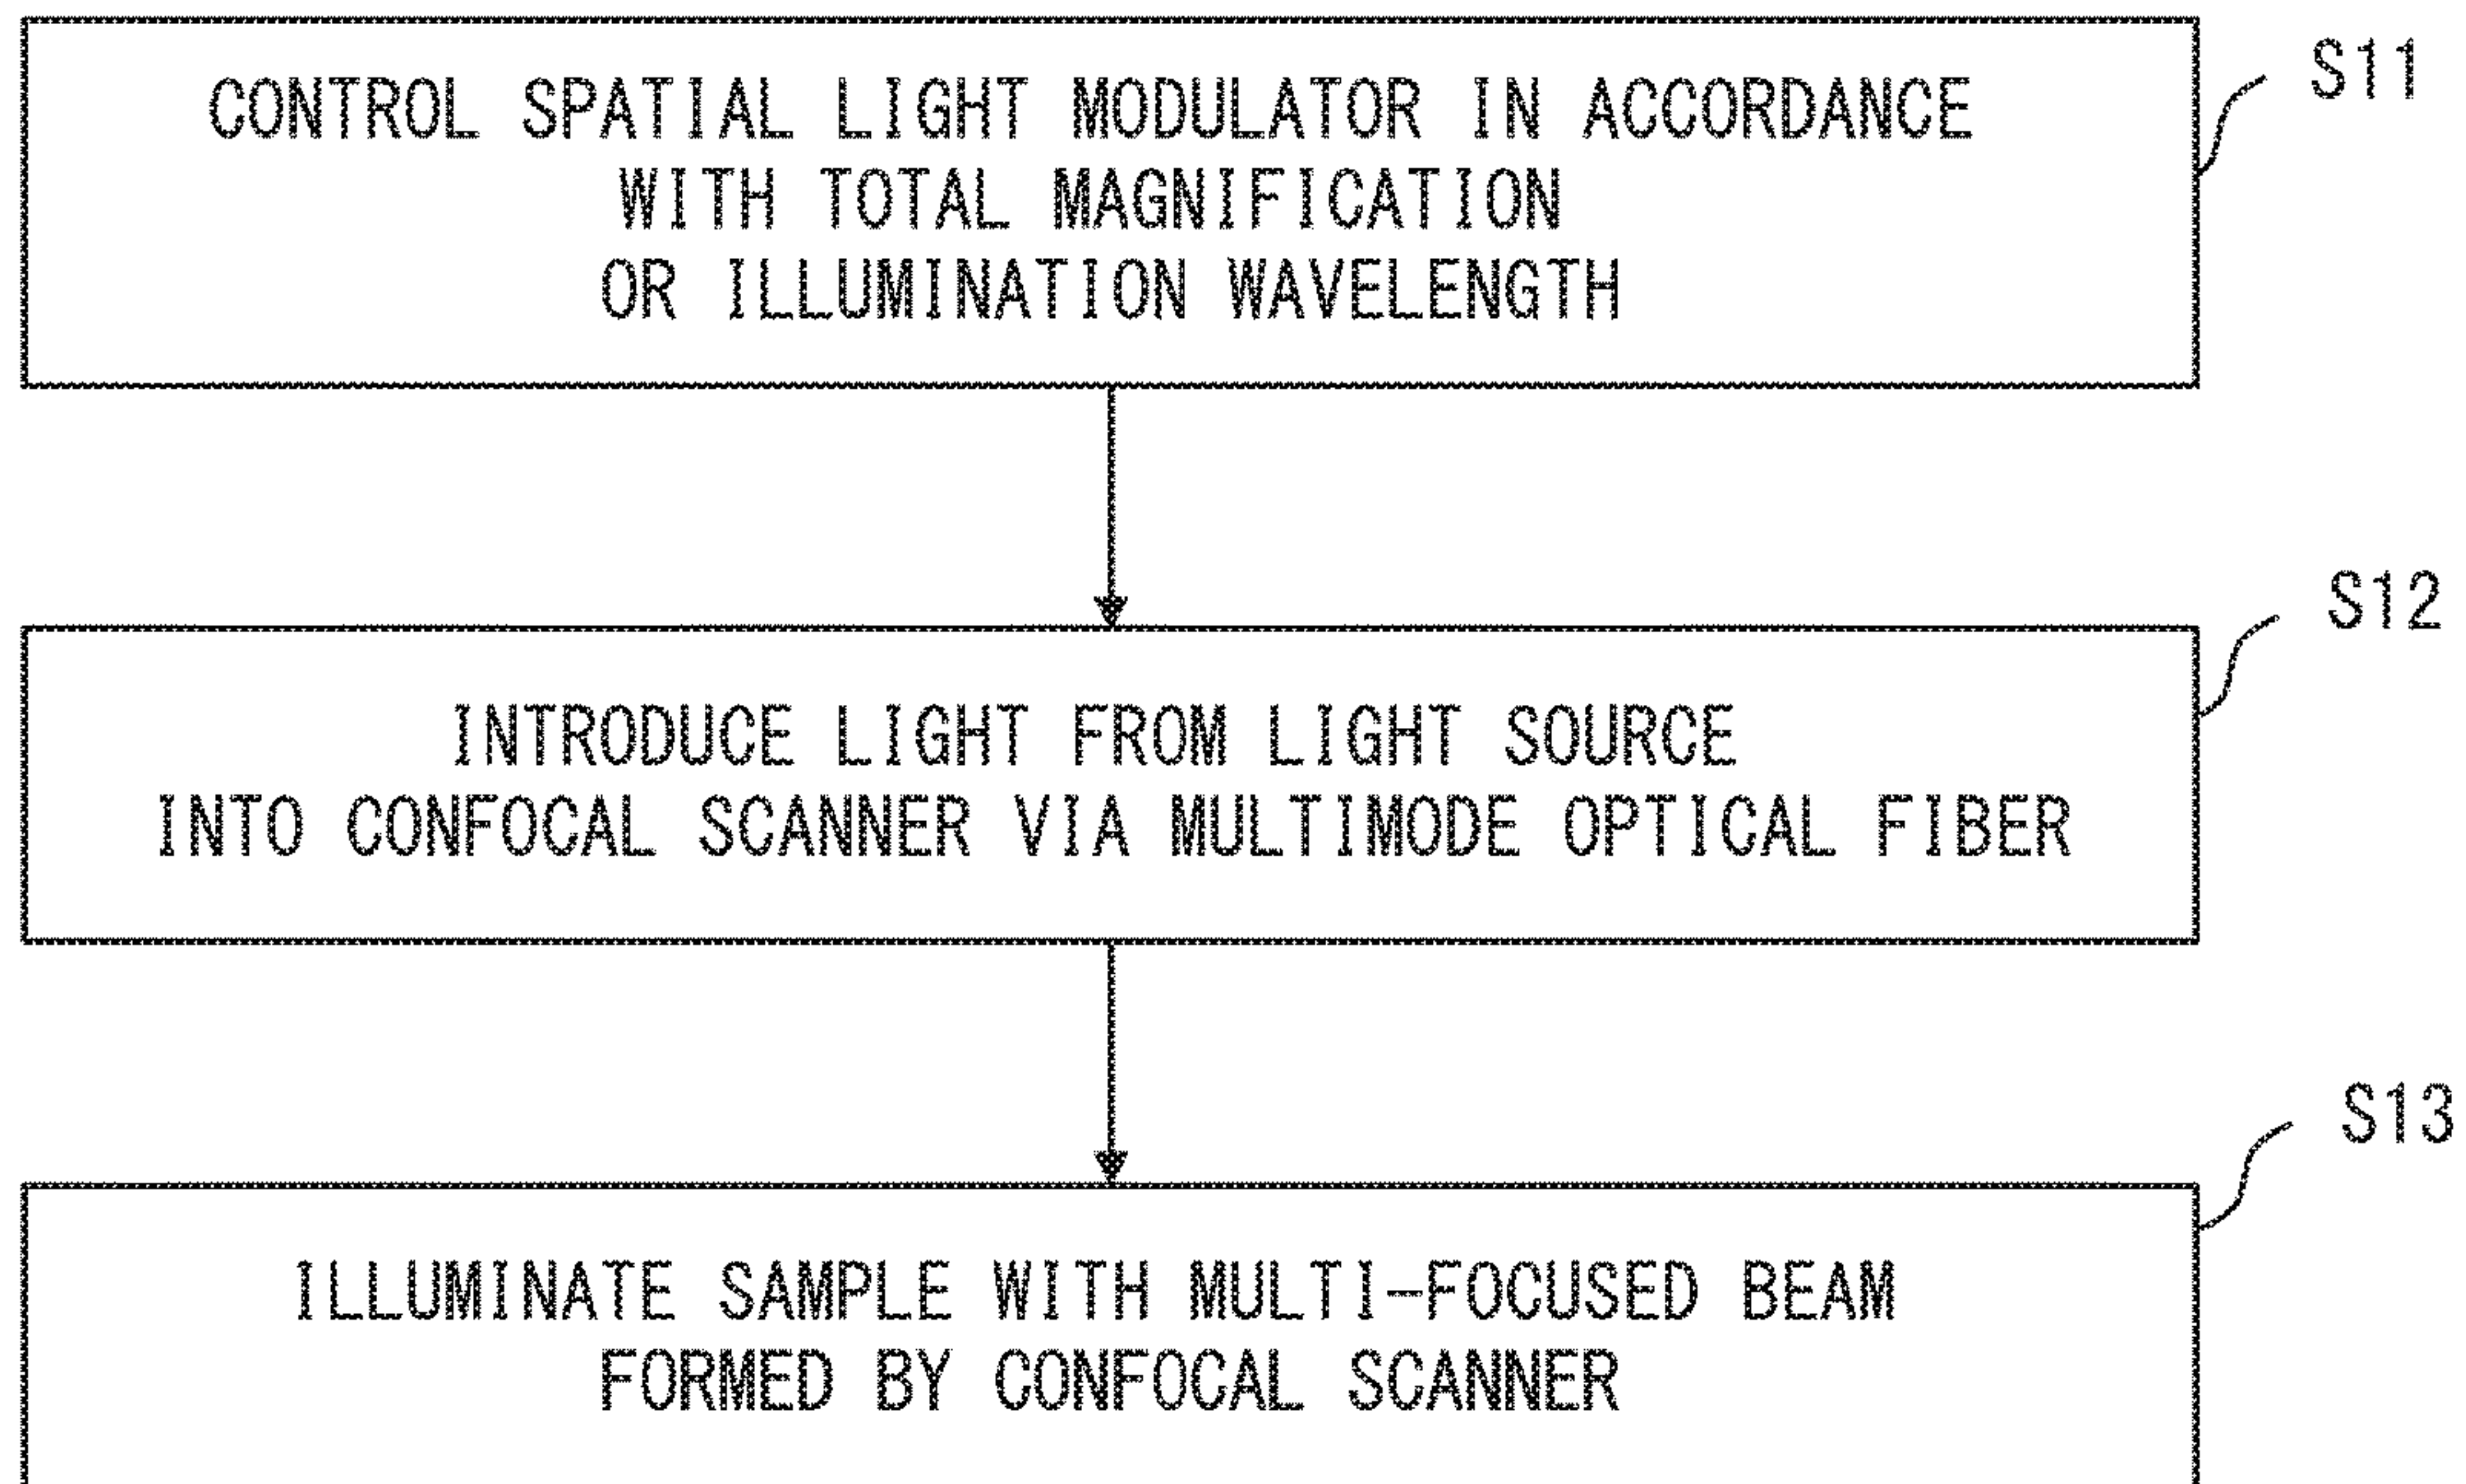 CONTROL SPATIAL LIGHT MODULATOR IN ACCORDANCE
WITH TOTAL MAGNIFICATION
OR ILLUMINATION WAVELENGTH
S11
INTRODUCE LIGHT FROM LIGHT SOURCE
INTO CONFOCAL SCANNER VIA MULTIMODE OPTICAL FIBER
S12
ILLUMINATE SAMPLE WITH MULTI-FOCUSED BEAM
FORMED BY CONFOCAL SCANNER
S13